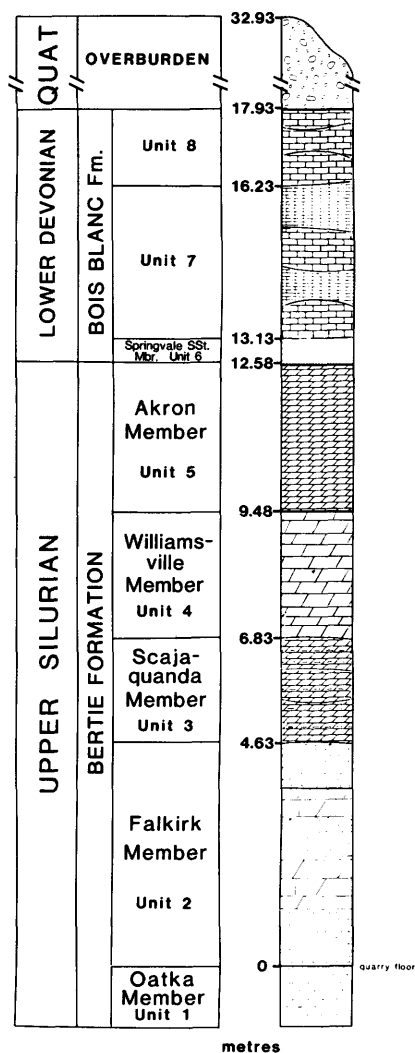 32.93
QUAT
OVERBURDEN
17.93
LOWER DEVONIAN
BOIS BLANC Fm.
Unit 8
16.23
Unit 7
13.13
Springvale SSt.
Mbr. Unit 6
12.58
UPPER SILURIAN
BERTIE FORMATION
Akron
Member
Unit 5
9.48
Williams-
ville
Member
Unit 4
6.83
Scaja-
quanda
Member
Unit 3
4.63
Falkirk
Member
Unit 2
0
quarry floor
Oatka
Member
Unit 1
metres